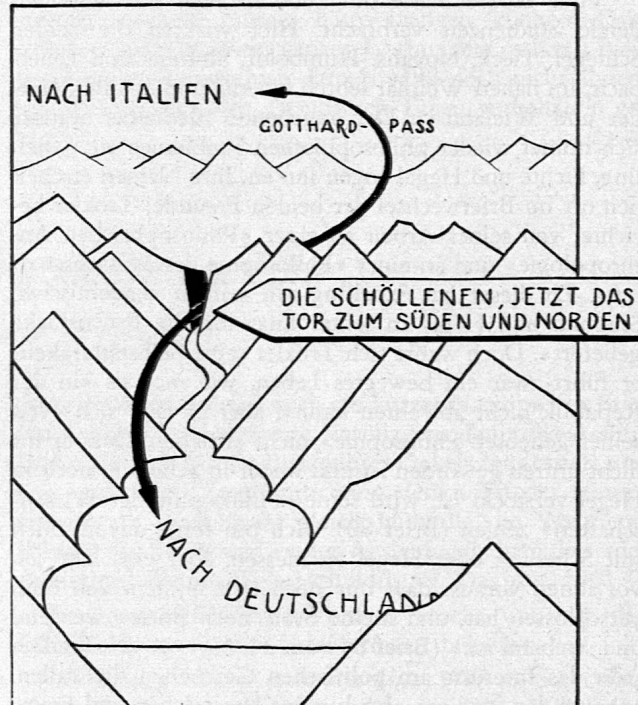 NACH ITALIEN
GOTTHARD-PASS
DIE SCHÖLLENEN, JETZT DAS
TOR ZUM SÜDEN UND NORDEN
NACH DEUTSCHLAND